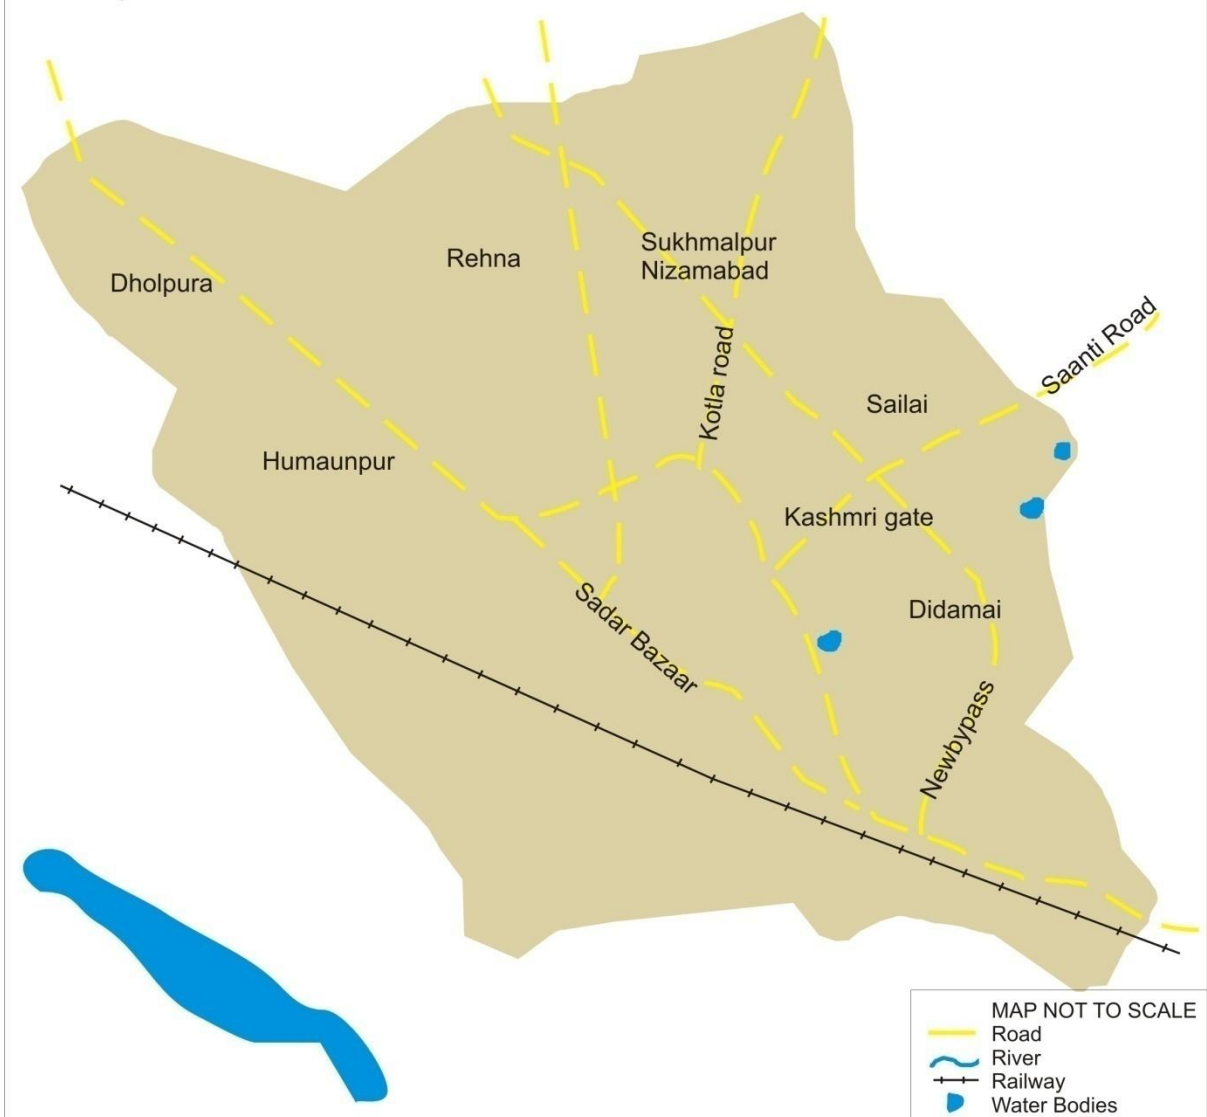 Sukhmalpur
Nizamabad
Rehna
Dholpura
Saanti Road
Kotla road
Sailai
Humaunpur
Kashmri gate
Didamai
Sadar Bazaar
Newbypass
MAP NOT TO SCALE
Road
River
Railway
Water Bodies